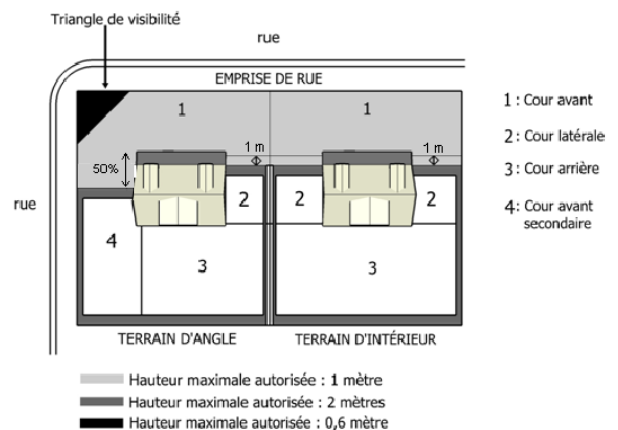 Triangle de visibilité
rue
EMPRISE DE RUE
1
1
1 m
1 m
50%
rue
2
2
2
4
3
3
TERRAIN D'ANGLE
TERRAIN D'INTÉRIEUR
1 : Cour avant
2 : Cour latérale
3 : Cour arrière
4: Cour avant
secondaire
Hauteur maximale autorisée : 1 mètre
Hauteur maximale autorisée : 2 mètres
Hauteur maximale autorisée : 0,6 mètre